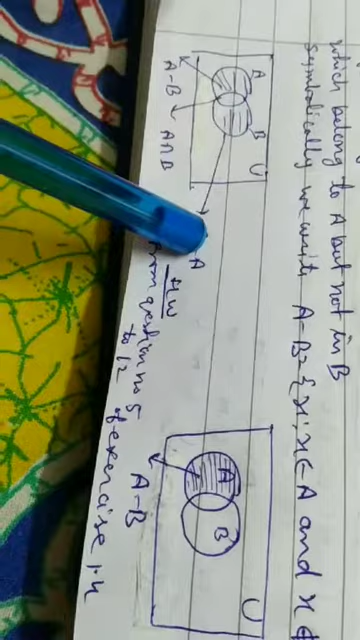 which belong to A but not in B
Symbolically we write A-B={x: x∈A and x∉
A
B
U
A-B
A∩B
A
A
B
U
A-B
H.W
from question no 5
to 12 of exercise 1.4